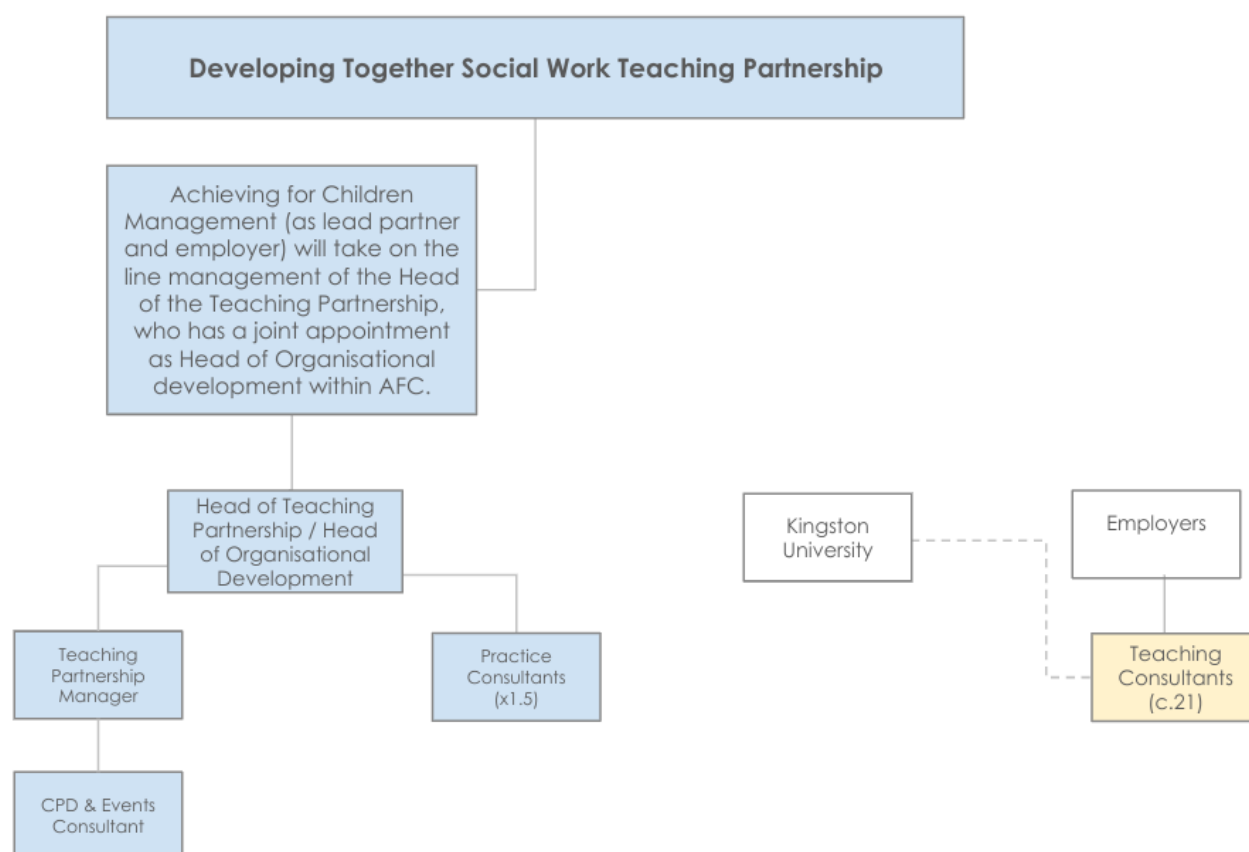 Developing Together Social Work Teaching Partnership
Achieving for Children
Management (as lead partner
and employer) will take on the
line management of the Head
of the Teaching Partnership,
who has a joint appointment
as Head of Organisational
development within AFC.
Head of Teaching
Partnership / Head
of Organisational
Development
Kingston
University
Employers
Teaching
Partnership
Manager
Practice
Consultants
(x1.5)
Teaching
Consultants
(c.21)
CPD & Events
Consultant